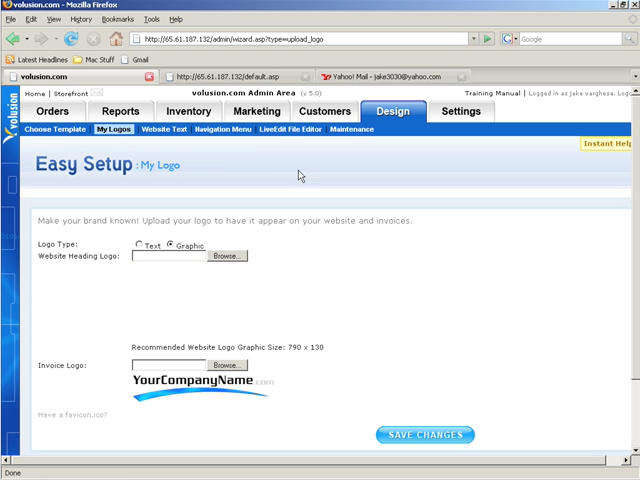 volusion.com - Mozilla Firefox
File Edit View History Bookmarks Tools Help
http://65.61.187.132/admin/wizard.asp?type=upload_logo
Google
Latest Headlines Mac Stuff Gmail
volusion.com
http://65.61.187.132/default.asp
Yahoo! Mail - jake3030@yahoo.com
volusion
Home | Storefront
volusion.com Admin Area (v 5.0)
Training Manual | Logged in as jake varghese. Logo
Orders Reports Inventory Marketing Customers Design Settings
Choose Template My Logos Website Text Navigation Menu LiveEdit File Editor Maintenance
Instant Help
Easy Setup : My Logo
Make your brand known! Upload your logo to have it appear on your website and invoices.
Logo Type: Text Graphic
Website Heading Logo: Browse...
Recommended Website Logo Graphic Size: 790 x 130
Invoice Logo: Browse...
YourCompanyName.com
Have a favicon.ico?
SAVE CHANGES
Done